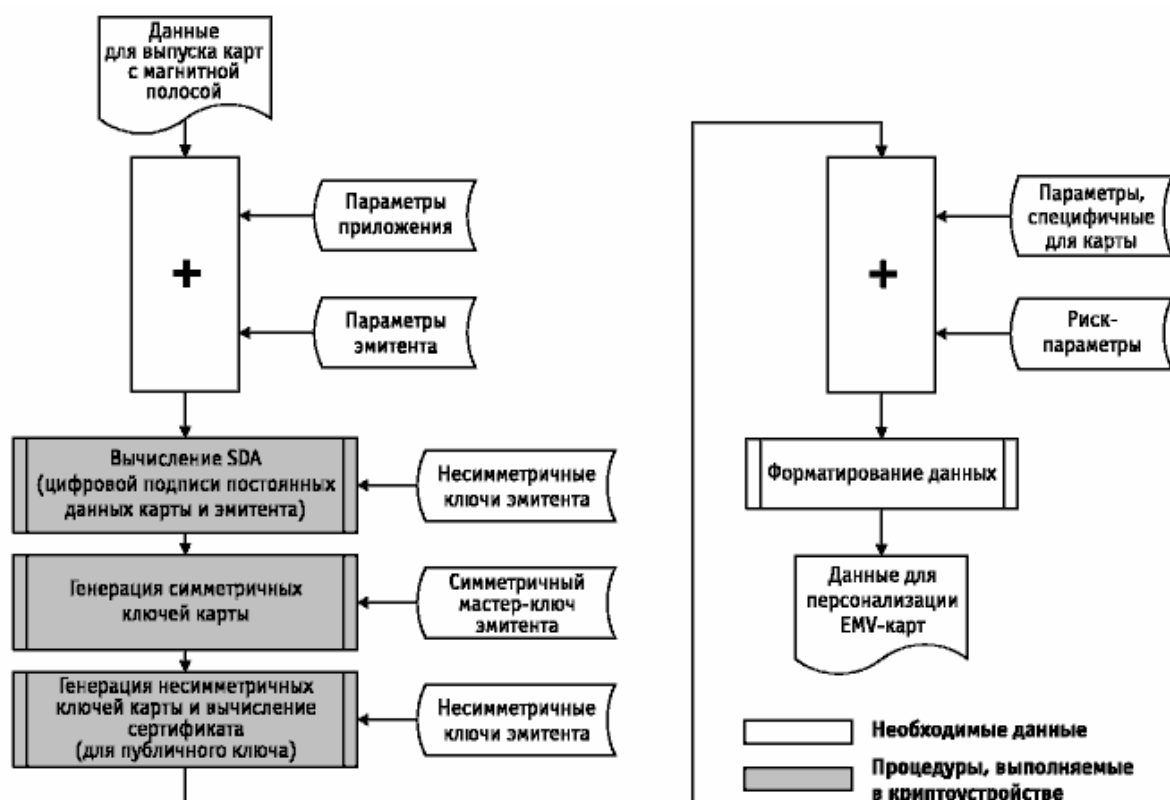 Данные
для выпуска карт
с магнитной
полосой
Параметры
приложения
+
Параметры
эмитента
Вычисление SDA
(цифровой подписи постоянных
данных карты и эмитента)
Несимметричные
ключи эмитента
Генерация симметричных
ключей карты
Симметричный
мастер-ключ
эмитента
Генерация несимметричных
ключей карты и вычисление
сертификата
(для публичного ключа)
Несимметричные
ключи эмитента
Параметры,
специфичные
для карты
+
Риск-
параметры
Форматирование данных
Данные для
персонализации
EMV-карт
Необходимые данные
Процедуры, выполняемые
в криптоустройстве